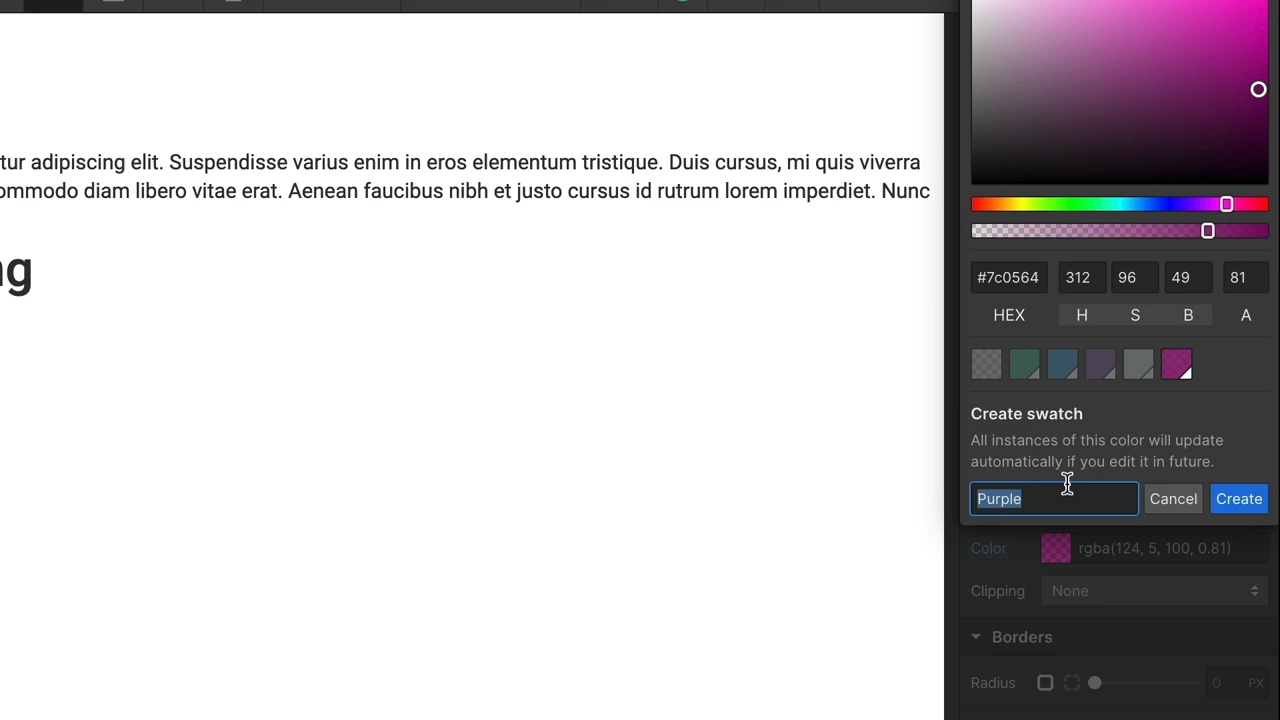 tur adipiscing elit. Suspendisse varius enim in eros elementum tristique. Duis cursus, mi quis viverra
ommodo diam libero vitae erat. Aenean faucibus nibh et justo cursus id rutrum lorem imperdiet. Nunc
ng
#7c0564 312 96 49 81
HEX H S B A
Create swatch
All instances of this color will update
automatically if you edit it in future.
Purple Cancel Create
Color rgba(124, 5, 100, 0.81)
Clipping None
Borders
Radius 0 PX